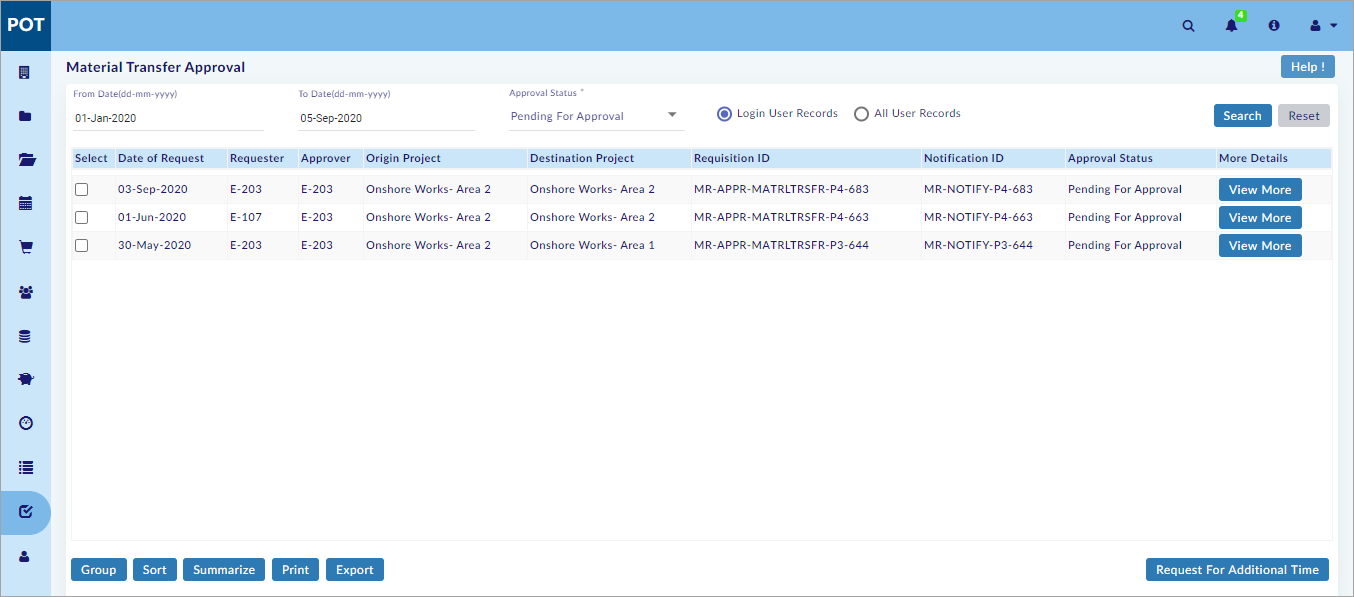 POT
4
Material Transfer Approval
Help !
From Date(dd-mm-yyyy) To Date(dd-mm-yyyy) Approval Status *
01-Jan-2020 05-Sep-2020 Pending For Approval Login User Records All User Records Search Reset
Select Date of Request Requester Approver Origin Project Destination Project Requisition ID Notification ID Approval Status More Details
03-Sep-2020 E-203 E-203 Onshore Works- Area 2 Onshore Works- Area 2 MR-APPR-MATRLTRSFR-P4-683 MR-NOTIFY-P4-683 Pending For Approval View More
01-Jun-2020 E-107 E-203 Onshore Works- Area 2 Onshore Works- Area 2 MR-APPR-MATRLTRSFR-P4-663 MR-NOTIFY-P4-663 Pending For Approval View More
30-May-2020 E-203 E-203 Onshore Works- Area 2 Onshore Works- Area 1 MR-APPR-MATRLTRSFR-P3-644 MR-NOTIFY-P3-644 Pending For Approval View More
Group Sort Summarize Print Export Request For Additional Time